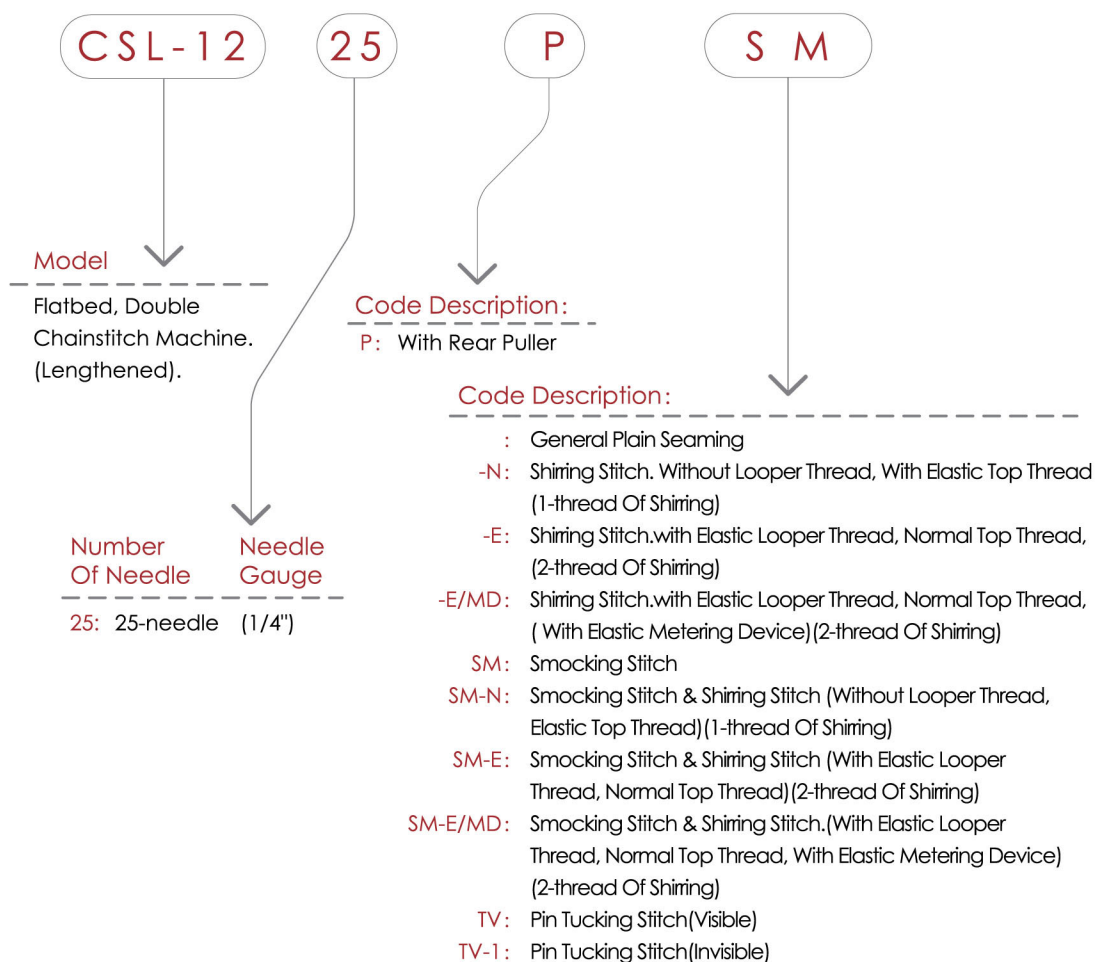 CSL-12 25 P SM
Model
Flatbed, Double
Chainstitch Machine.
(Lengthened).
Code Description:
P: With Rear Puller
Code Description:
: General Plain Seaming
-N: Shirring Stitch. Without Looper Thread, With Elastic Top Thread
(1-thread Of Shirring)
-E: Shirring Stitch.with Elastic Looper Thread, Normal Top Thread,
(2-thread Of Shirring)
-E/MD: Shirring Stitch.with Elastic Looper Thread, Normal Top Thread,
( With Elastic Metering Device)(2-thread Of Shirring)
SM: Smocking Stitch
SM-N: Smocking Stitch & Shirring Stitch (Without Looper Thread,
Elastic Top Thread)(1-thread Of Shirring)
SM-E: Smocking Stitch & Shirring Stitch (With Elastic Looper
Thread, Normal Top Thread)(2-thread Of Shirring)
SM-E/MD: Smocking Stitch & Shirring Stitch.(With Elastic Looper
Thread, Normal Top Thread, With Elastic Metering Device)
(2-thread Of Shirring)
TV: Pin Tucking Stitch(Visible)
TV-1: Pin Tucking Stitch(Invisible)
Number Needle
Of Needle Gauge
25: 25-needle (1/4")